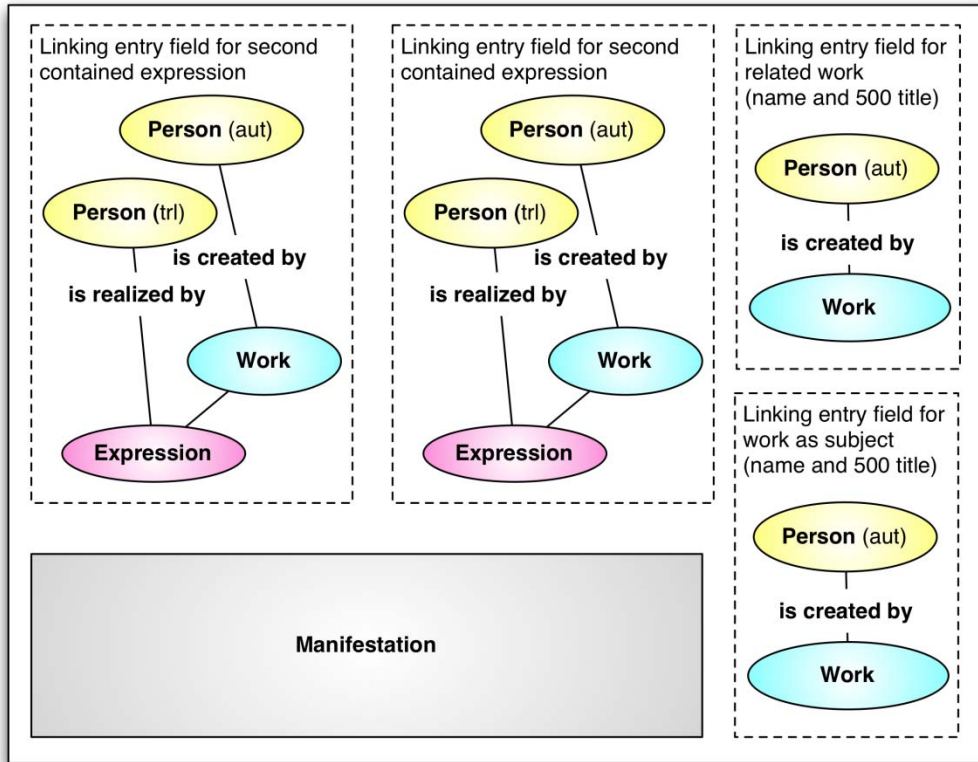 Linking entry field for second
contained expression
Person (aut)
Person (trl)
is created by
is realized by
Work
Expression
Linking entry field for second
contained expression
Person (aut)
Person (trl)
is created by
is realized by
Work
Expression
Linking entry field for
related work
(name and 500 title)
Person (aut)
is created by
Work
Linking entry field for
work as subject
(name and 500 title)
Person (aut)
is created by
Work
Manifestation